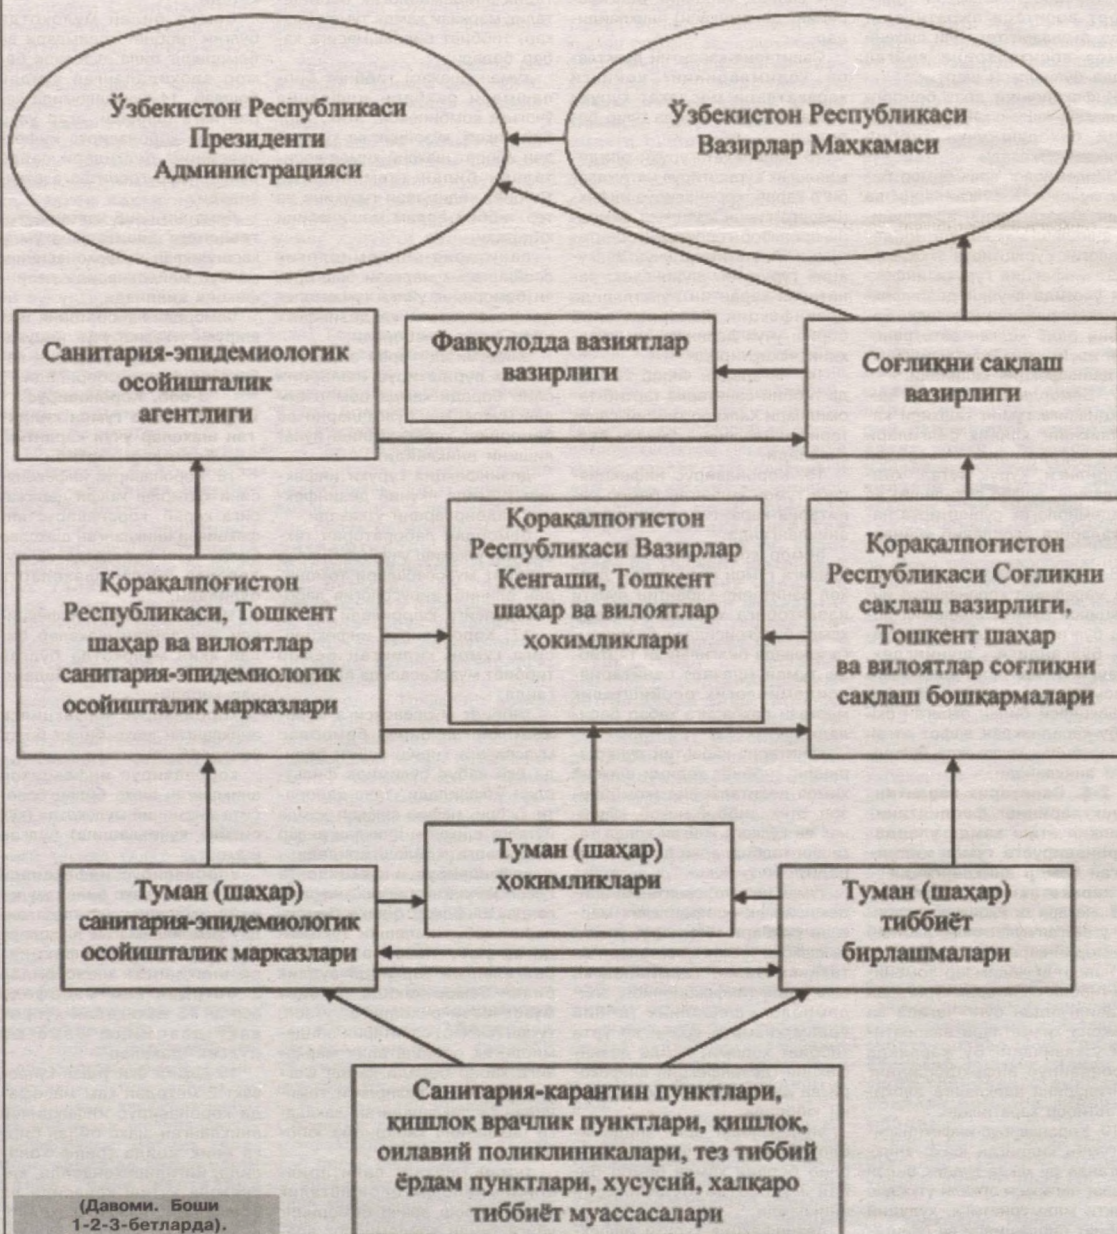 Ўзбекистон Республикаси
Президенти
Администрацияси
Ўзбекистон Республикаси
Вазирлар Маҳкамаси
Санитария-эпидемиологик
осойишталик
агентлиги
Фавқулодда вазиятлар
вазирлиги
Соғлиқни сақлаш
вазирлиги
Қорақалпоғистон
Республикаси, Тошкент
шаҳар ва вилоятлар
санитария-эпидемиологик
осойишталик марказлари
Қорақалпоғистон
Республикаси Вазирлар
Кенгаши, Тошкент
шаҳар ва вилоятлар
ҳокимликлари
Қорақалпоғистон
Республикаси Соғлиқни
сақлаш вазирлиги,
Тошкент шаҳар
ва вилоятлар соғлиқни
сақлаш бошқармалари
Туман (шаҳар)
санитария-эпидемиологик
осойишталик марказлари
Туман (шаҳар)
ҳокимликлари
Туман (шаҳар)
тиббиёт
бирлашмалари
Санитария-карантин пунктлари,
қишлоқ врачлик пунктлари, қишлоқ,
оилавий поликлиникалари, тез тиббий
ёрдам пунктлари, хусусий, халқаро
тиббиёт муассасалари
(Давоми. Боши
1-2-3-бетларда).